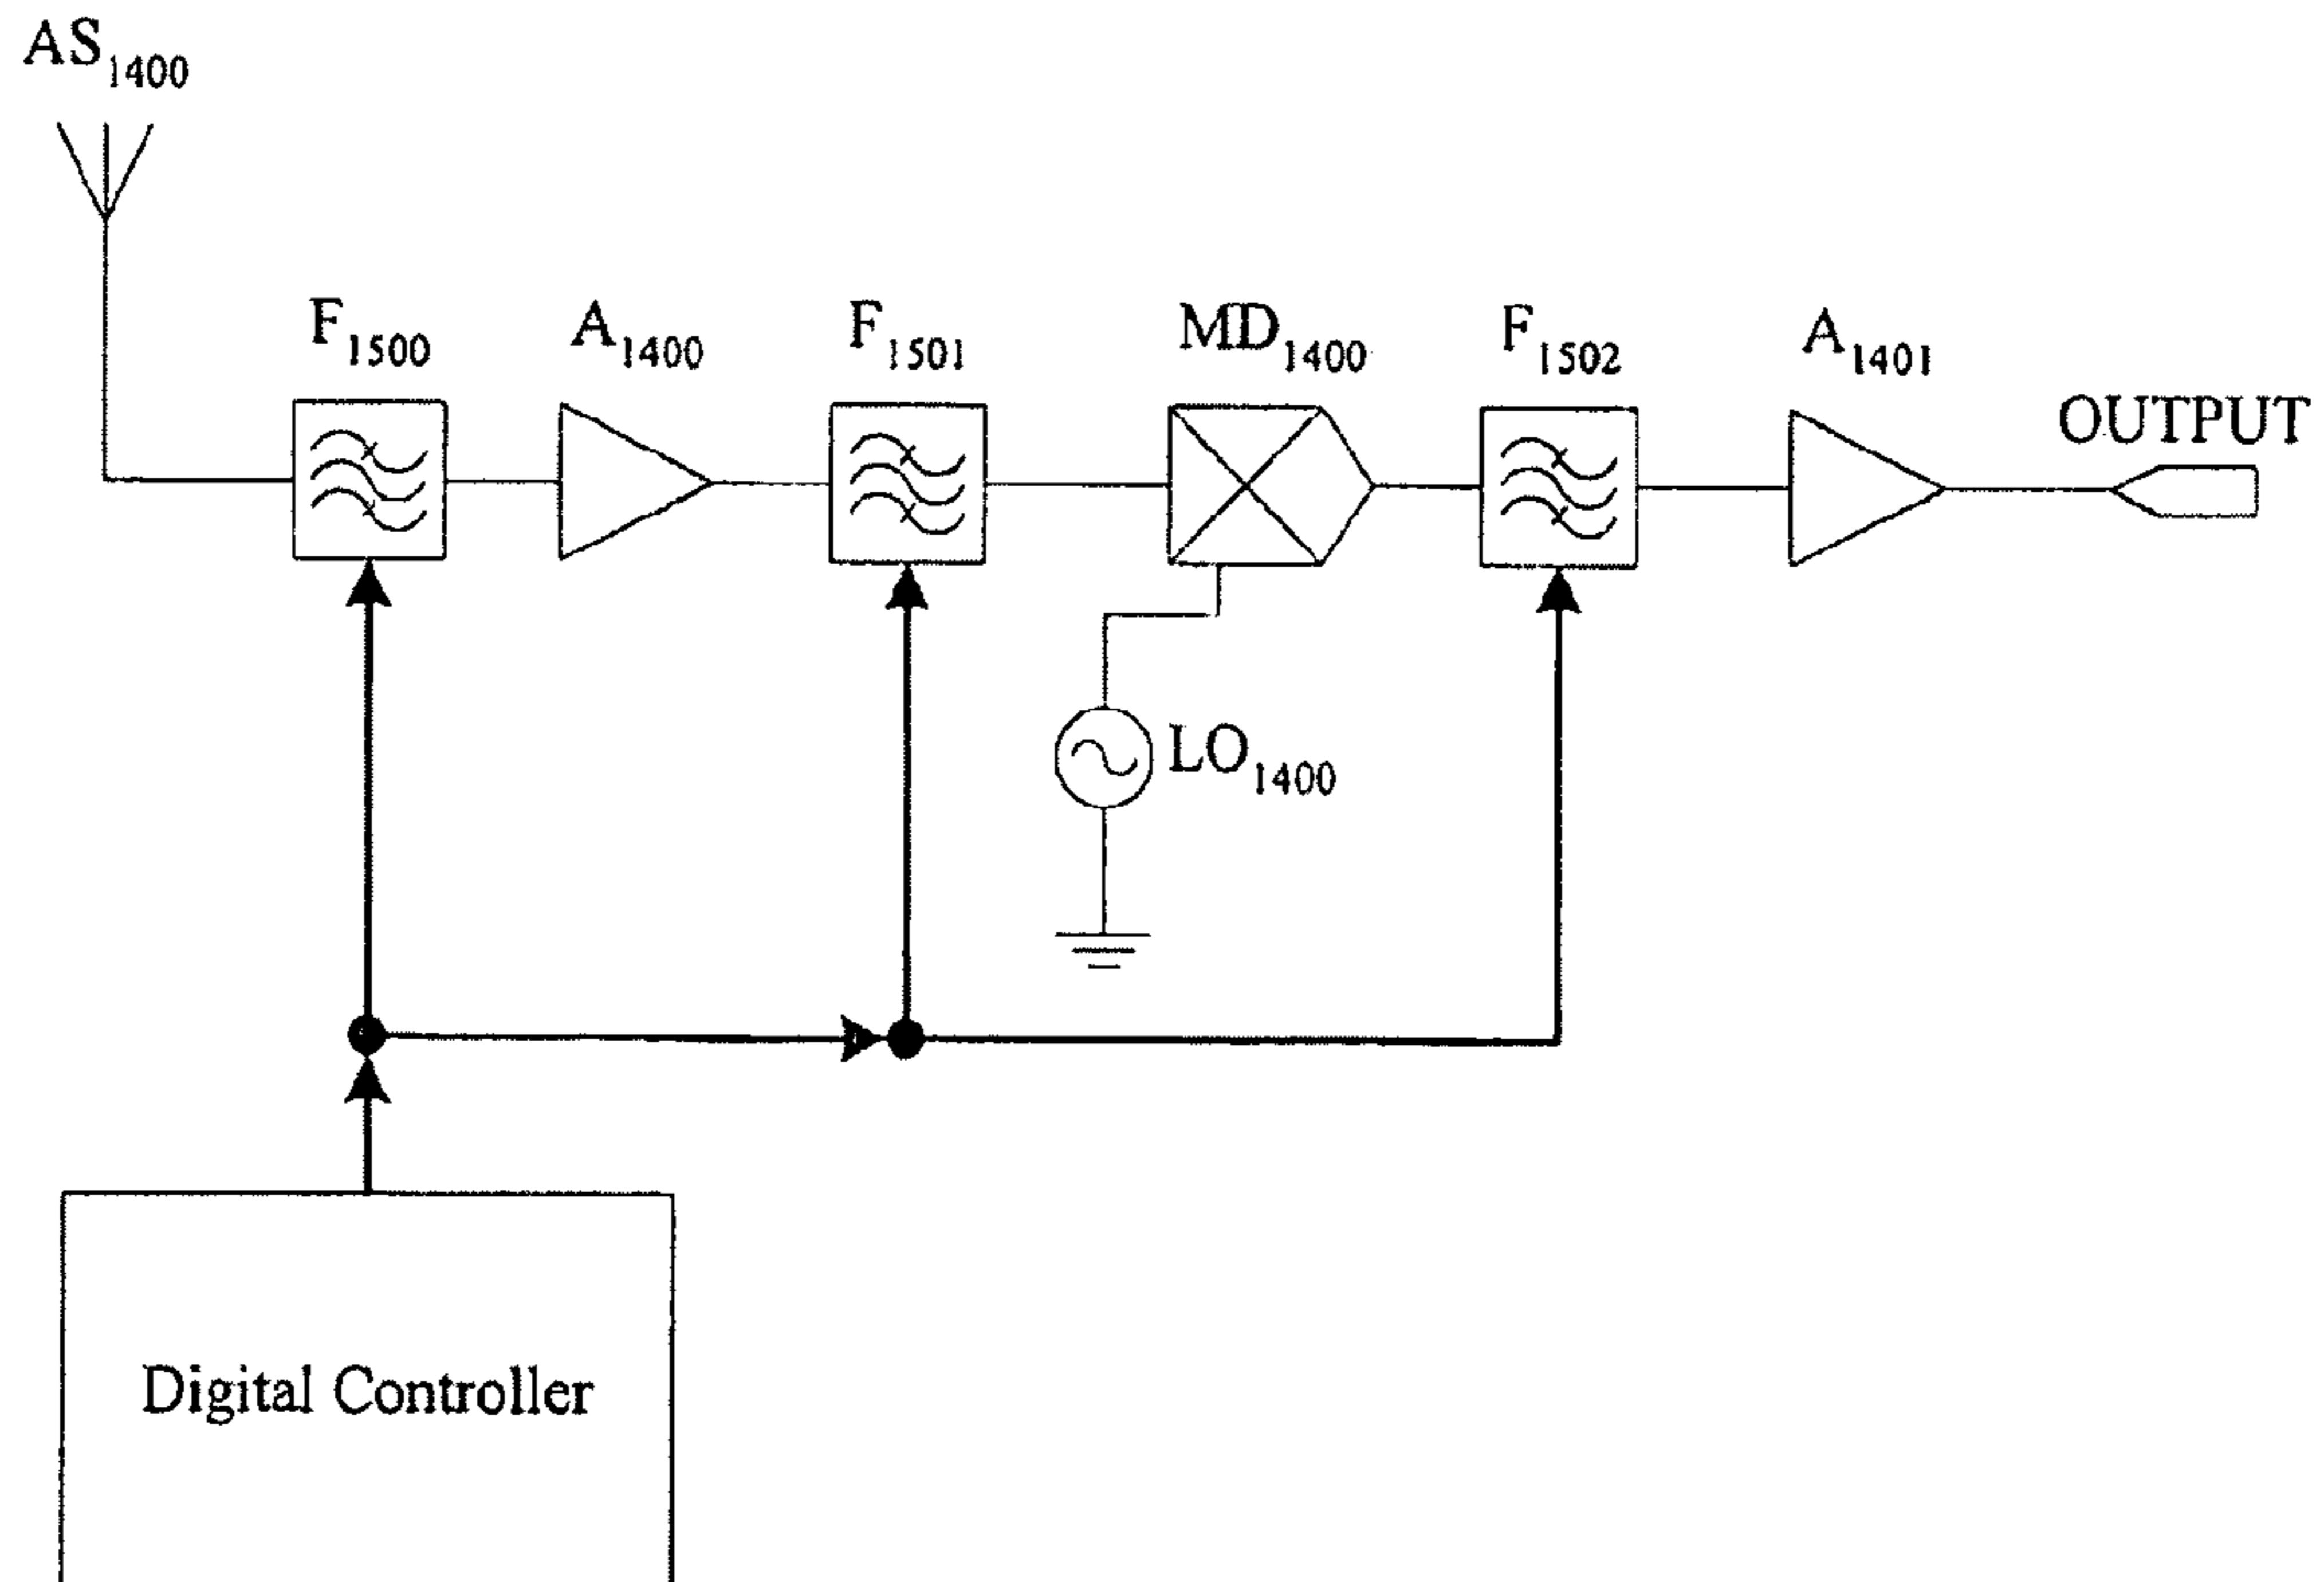 AS1400
F1500
A1400
F1501
MD1400
F1502
A1401
OUTPUT
LO1400
Digital Controller